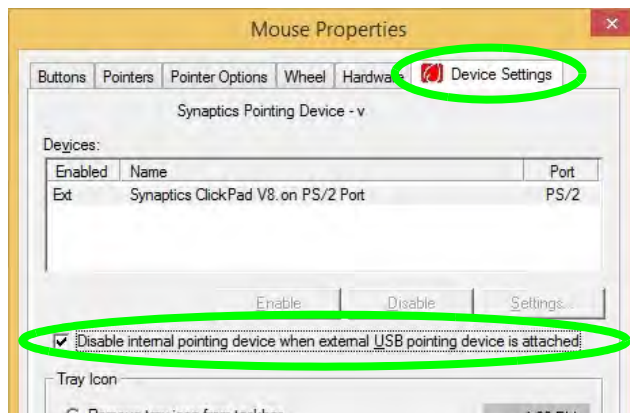 Mouse Properties
Buttons Pointers Pointer Options Wheel Hardware Device Settings
Synaptics Pointing Device - v
Devices:
Enabled Name Port
Ext Synaptics ClickPad V8. on PS/2 Port PS/2
Enable Disable Settings...
Disable internal pointing device when external USB pointing device is attached
Tray Icon